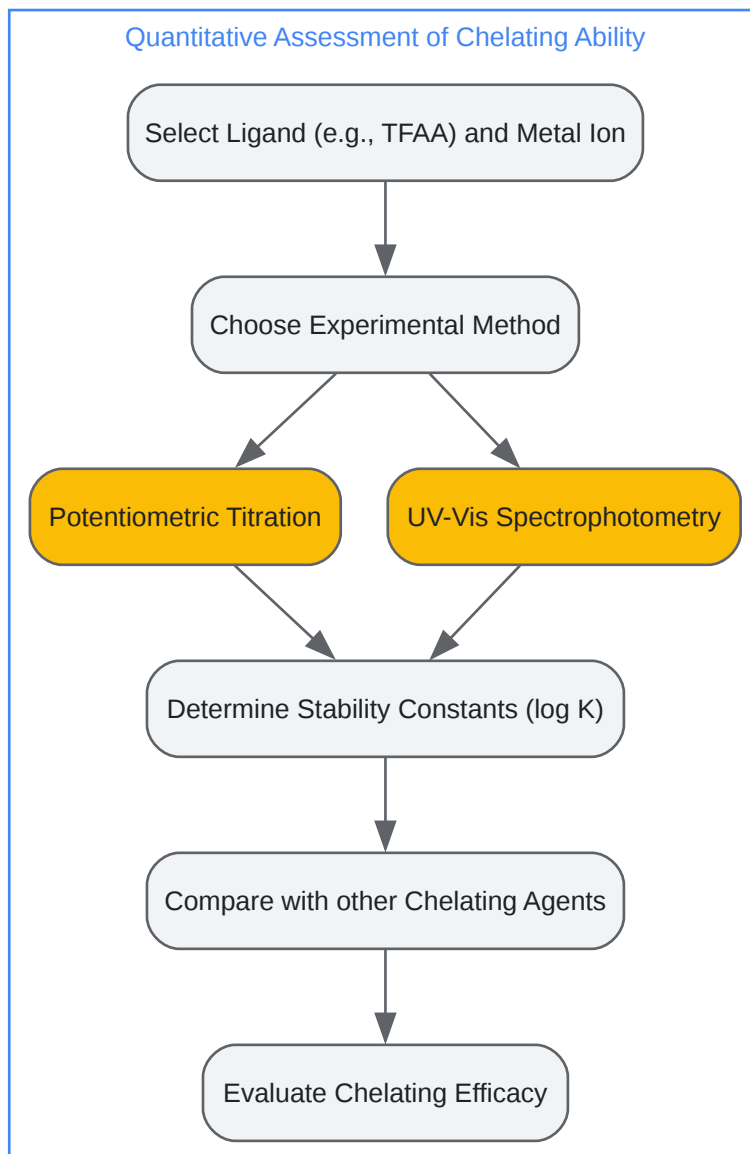 Quantitative Assessment of Chelating Ability
Select Ligand (e.g., TFAA) and Metal Ion
Choose Experimental Method
Potentiometric Titration
UV-Vis Spectrophotometry
Determine Stability Constants (log K)
Compare with other Chelating Agents
Evaluate Chelating Efficacy